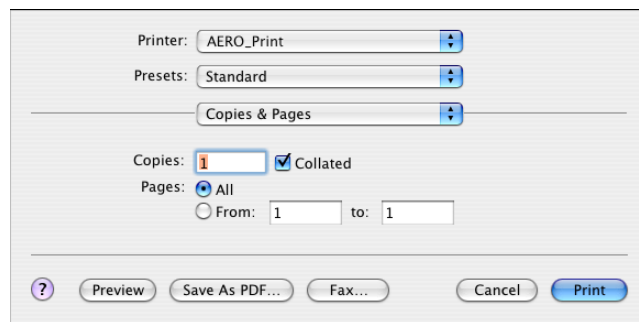 Printer: AERO_Print
Presets: Standard
Copies & Pages
Copies: 1 Collated
Pages: All
From: 1 to: 1
? Preview Save As PDF... Fax... Cancel Print